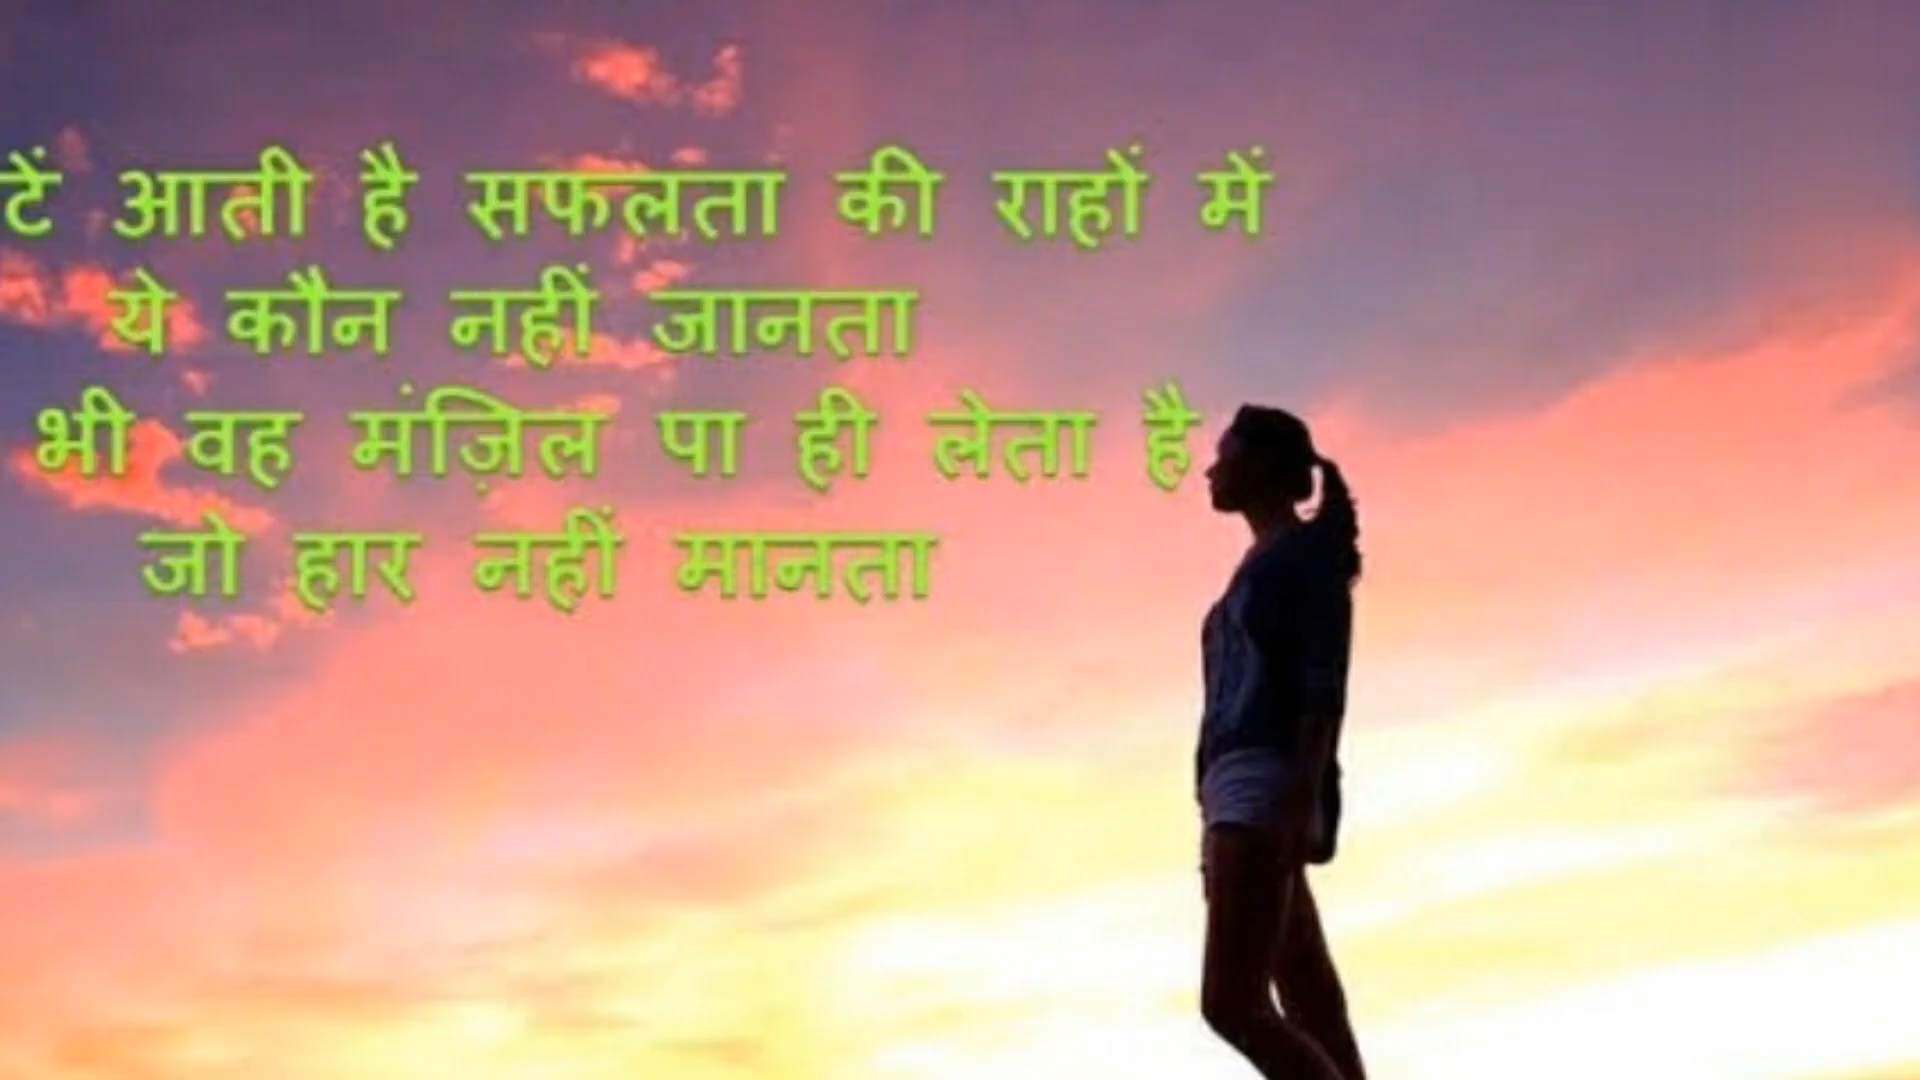 टें आती है सफलता की राहों में
ये कौन नहीं जानता
भी वह मंज़िल पा ही लेता है
जो हार नहीं मानता